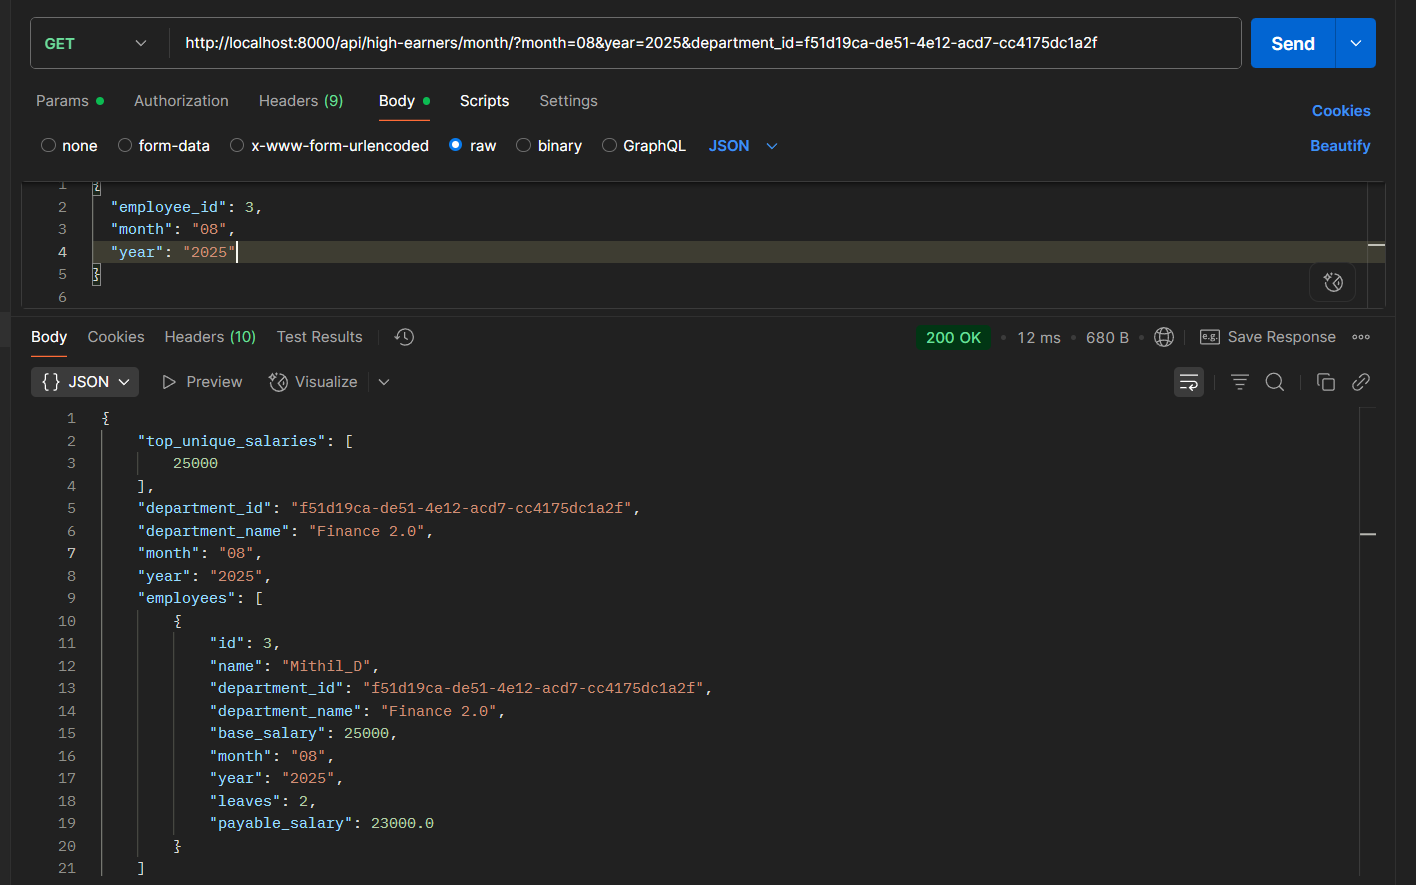 GET http://localhost:8000/api/high-earners/month/?month=08&year=2025&department_id=f51d19ca-de51-4e12-acd7-cc4175dc1a2f Send
Params Authorization Headers (9) Body Scripts Settings Cookies
none form-data x-www-form-urlencoded raw binary GraphQL JSON Beautify
1 {
2 "employee_id": 3,
3 "month": "08",
4 "year": "2025"
5 }
6
Body Cookies Headers (10) Test Results 200 OK • 12 ms • 680 B • e.g. Save Response
{} JSON Preview Visualize
1 {
2 "top_unique_salaries": [
3 25000
4 ],
5 "department_id": "f51d19ca-de51-4e12-acd7-cc4175dc1a2f",
6 "department_name": "Finance 2.0",
7 "month": "08",
8 "year": "2025",
9 "employees": [
10 {
11 "id": 3,
12 "name": "Mithil_D",
13 "department_id": "f51d19ca-de51-4e12-acd7-cc4175dc1a2f",
14 "department_name": "Finance 2.0",
15 "base_salary": 25000,
16 "month": "08",
17 "year": "2025",
18 "leaves": 2,
19 "payable_salary": 23000.0
20 }
21 ]